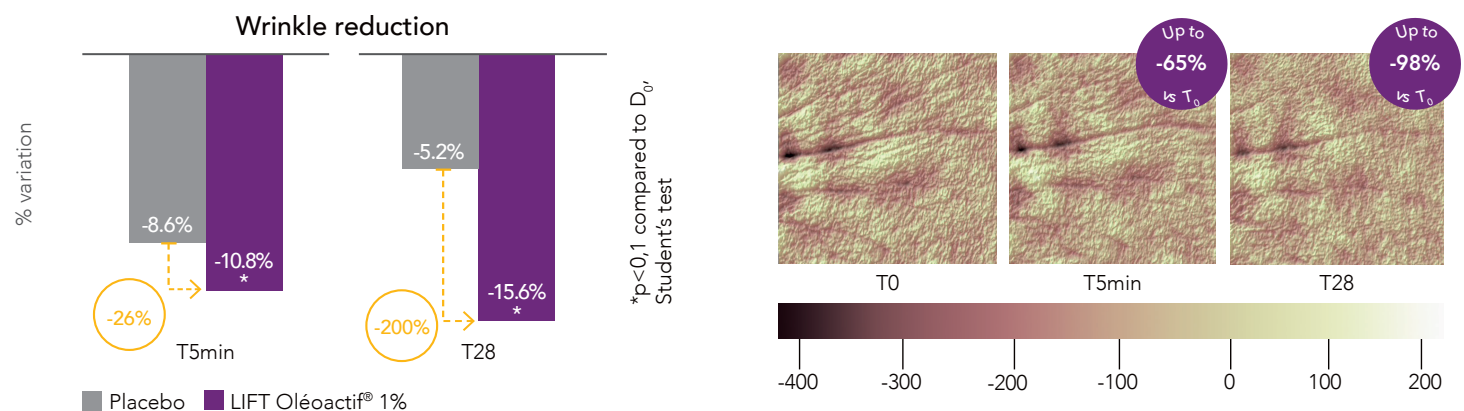 Wrinkle reduction
% variation
-8.6%
-10.8%
*
-26%
T5min
-5.2%
-15.6%
*
-200%
T28
*p<0,1 compared to D₀,
Student's test
Placebo
LIFT Oléoactif® 1%
Up to
-65%
vs T₀
Up to
-98%
vs T₀
T0
T5min
T28
-400 -300 -200 -100 0 100 200